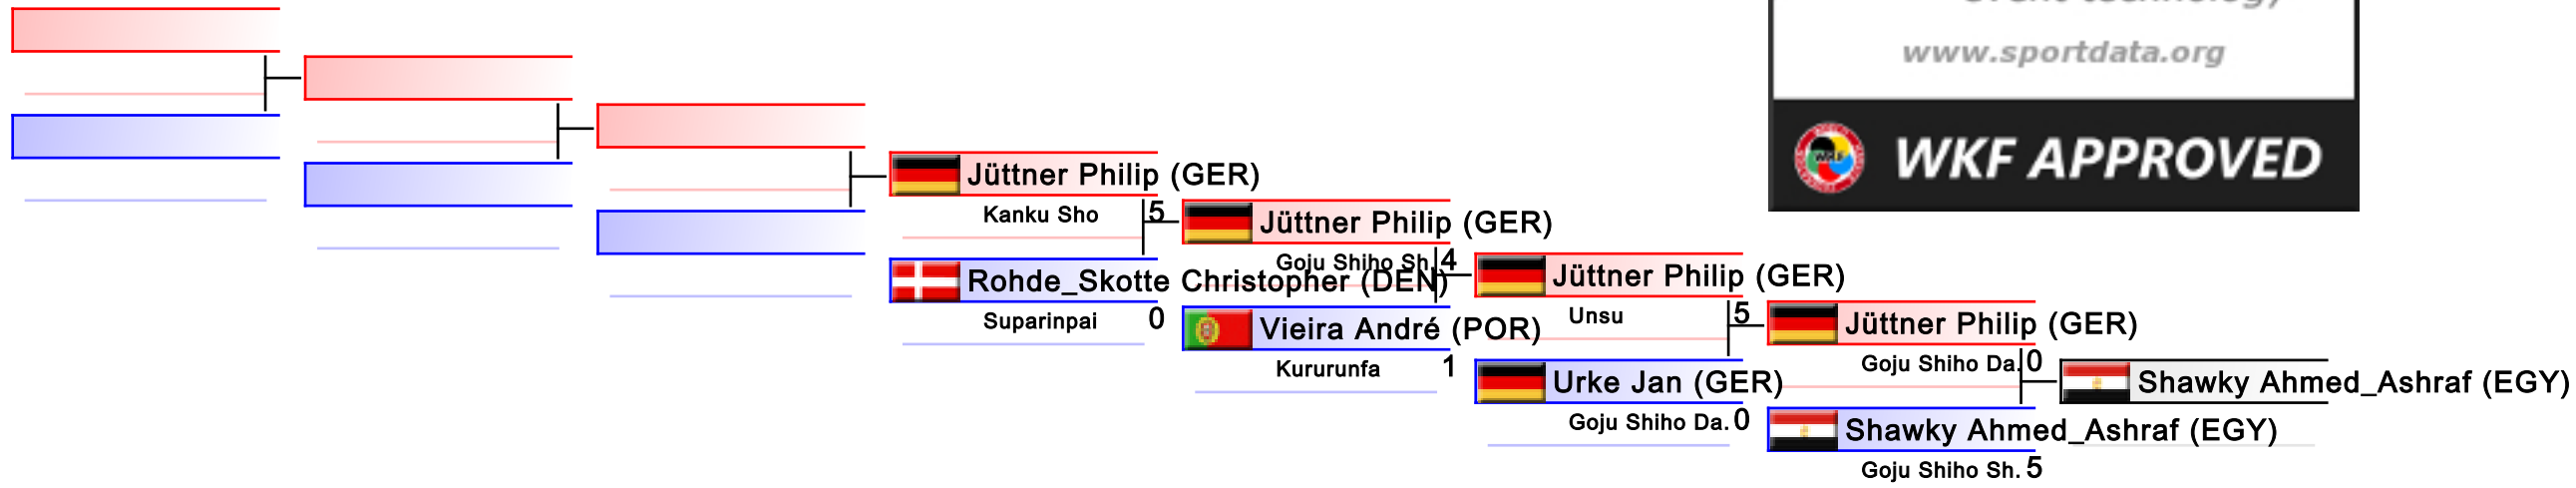 www.sportdata.org
WKF APPROVED
Jüttner Philip (GER)
Kanku Sho
5
Rohde_Skotte Christopher (DEN)
Suparinpai
0
Jüttner Philip (GER)
Goju Shiho Sh.
4
Vieira André (POR)
Kururunfa
1
Jüttner Philip (GER)
Unsu
5
Urke Jan (GER)
Goju Shiho Da.
0
Jüttner Philip (GER)
Goju Shiho Da.
0
Shawky Ahmed_Ashraf (EGY)
Goju Shiho Sh.
5
Shawky Ahmed_Ashraf (EGY)